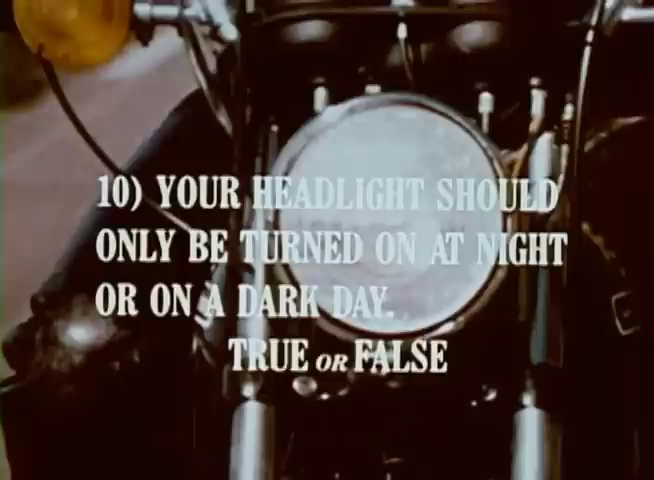 10) YOUR HEADLIGHT SHOULD
ONLY BE TURNED ON AT NIGHT
OR ON A DARK DAY.
TRUE OR FALSE